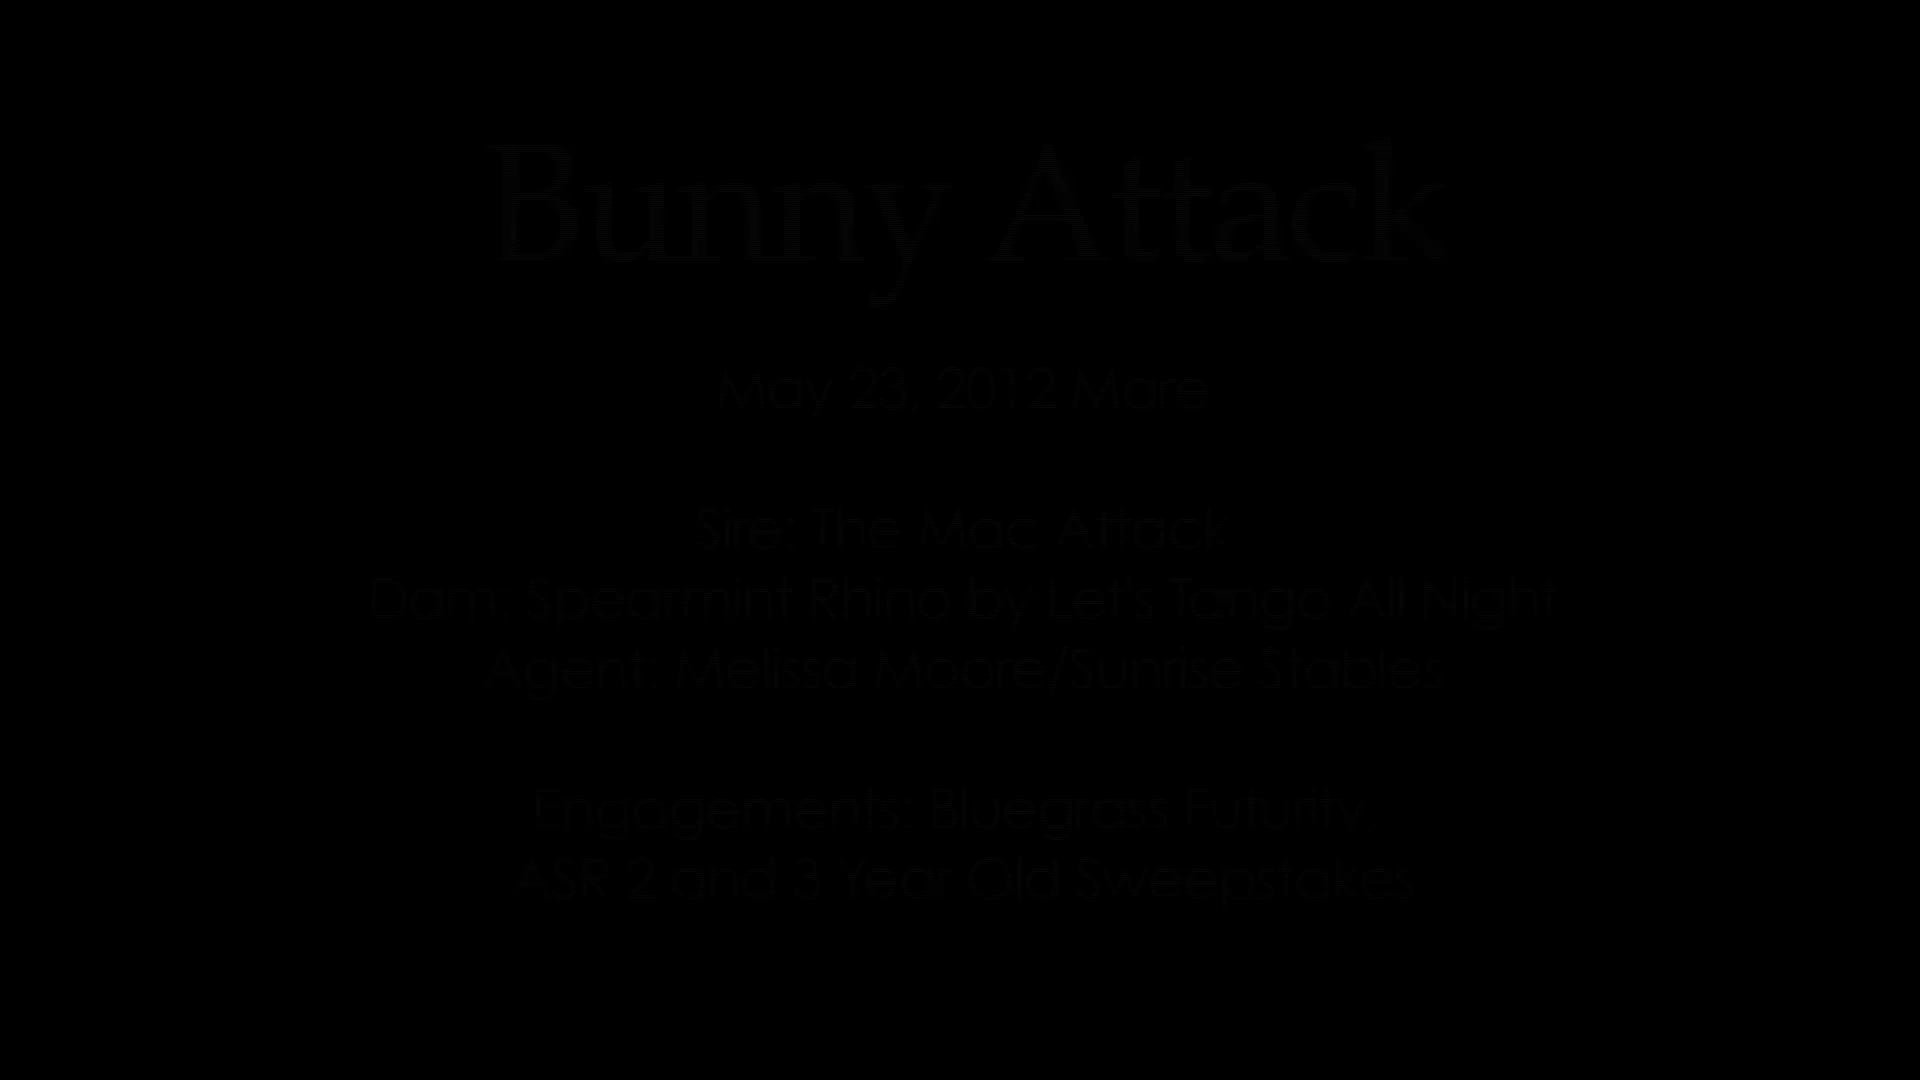 Bunny Attack
May 23, 2012 Mare
Sire: The Mac Attack
Dam: Spearmint Rhino by Let's Tango All Night
Agent: Melissa Moore/Sunrise Stables
Engagements: Bluegrass Futurity,
ASR 2 and 3 Year Old Sweepstakes